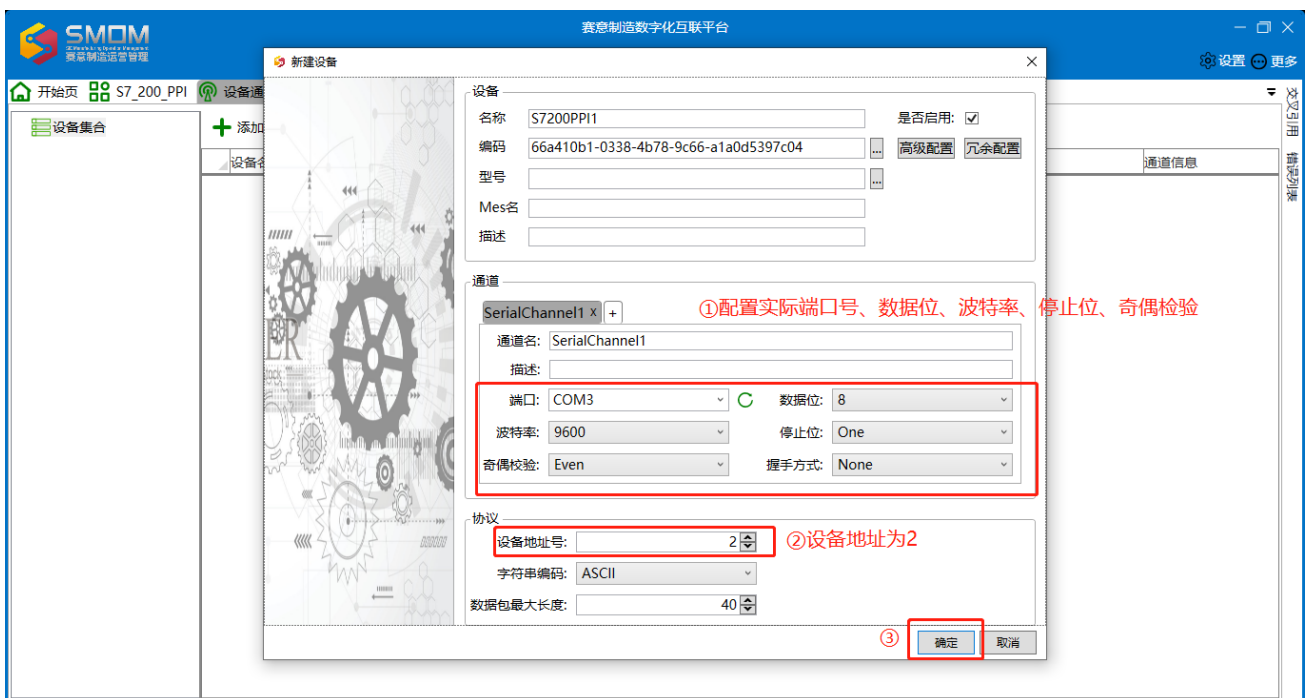 赛意制造数字化互联平台
SMOM
赛意制造运营管理
设置 更多
新建设备
开始页 S7_200_PPI 设备通
设备集合
添加
设备名
通道信息
交叉引用
错误列表
设备
名称 S7200PPI1 是否启用:
编码 66a410b1-0338-4b78-9c66-a1a0d5397c04 ... 高级配置 冗余配置
型号 ...
Mes名
描述
通道
SerialChannel1 x +
①配置实际端口号、数据位、波特率、停止位、奇偶检验
通道名: SerialChannel1
描述:
端口: COM3 数据位: 8
波特率: 9600 停止位: One
奇偶校验: Even 握手方式: None
协议
设备地址号: 2 ②设备地址为2
字符串编码: ASCII
数据包最大长度: 40
③ 确定 取消